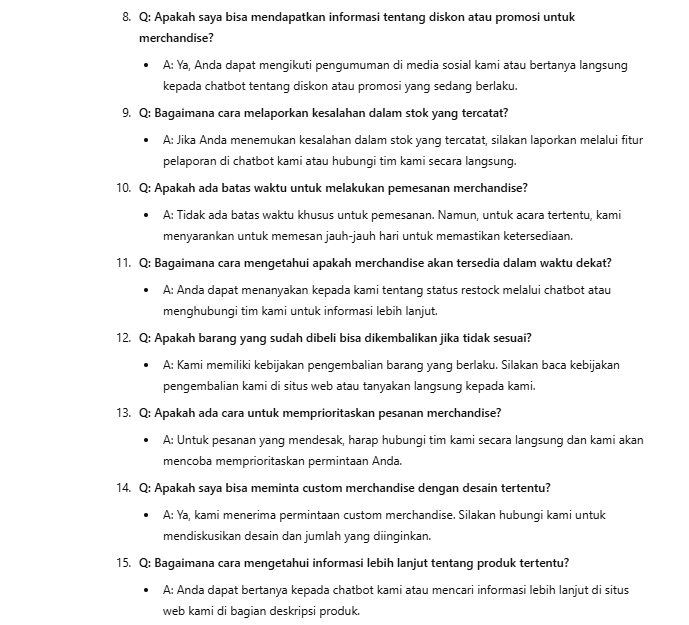 8. Q: Apakah saya bisa mendapatkan informasi tentang diskon atau promosi untuk
merchandise?
• A: Ya, Anda dapat mengikuti pengumuman di media sosial kami atau bertanya langsung
kepada chatbot tentang diskon atau promosi yang sedang berlaku.
9. Q: Bagaimana cara melaporkan kesalahan dalam stok yang tercatat?
• A: Jika Anda menemukan kesalahan dalam stok yang tercatat, silakan laporkan melalui fitur
pelaporan di chatbot kami atau hubungi tim kami secara langsung.
10. Q: Apakah ada batas waktu untuk melakukan pemesanan merchandise?
• A: Tidak ada batas waktu khusus untuk pemesanan. Namun, untuk acara tertentu, kami
menyarankan untuk memesan jauh-jauh hari untuk memastikan ketersediaan.
11. Q: Bagaimana cara mengetahui apakah merchandise akan tersedia dalam waktu dekat?
• A: Anda dapat menanyakan kepada kami tentang status restock melalui chatbot atau
menghubungi tim kami untuk informasi lebih lanjut.
12. Q: Apakah barang yang sudah dibeli bisa dikembalikan jika tidak sesuai?
• A: Kami memiliki kebijakan pengembalian barang yang berlaku. Silakan baca kebijakan
pengembalian kami di situs web atau tanyakan langsung kepada kami.
13. Q: Apakah ada cara untuk memprioritaskan pesanan merchandise?
• A: Untuk pesanan yang mendesak, harap hubungi tim kami secara langsung dan kami akan
mencoba memprioritaskan permintaan Anda.
14. Q: Apakah saya bisa meminta custom merchandise dengan desain tertentu?
• A: Ya, kami menerima permintaan custom merchandise. Silakan hubungi kami untuk
mendiskusikan desain dan jumlah yang diinginkan.
15. Q: Bagaimana cara mengetahui informasi lebih lanjut tentang produk tertentu?
• A: Anda dapat bertanya kepada chatbot kami atau mencari informasi lebih lanjut di situs
web kami di bagian deskripsi produk.